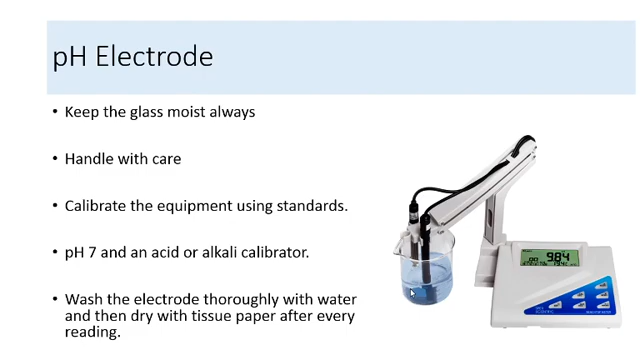 pH Electrode
• Keep the glass moist always
• Handle with care
• Calibrate the equipment using standards.
• pH 7 and an acid or alkali calibrator.
• Wash the electrode thoroughly with water
and then dry with tissue paper after every
reading.
9.84